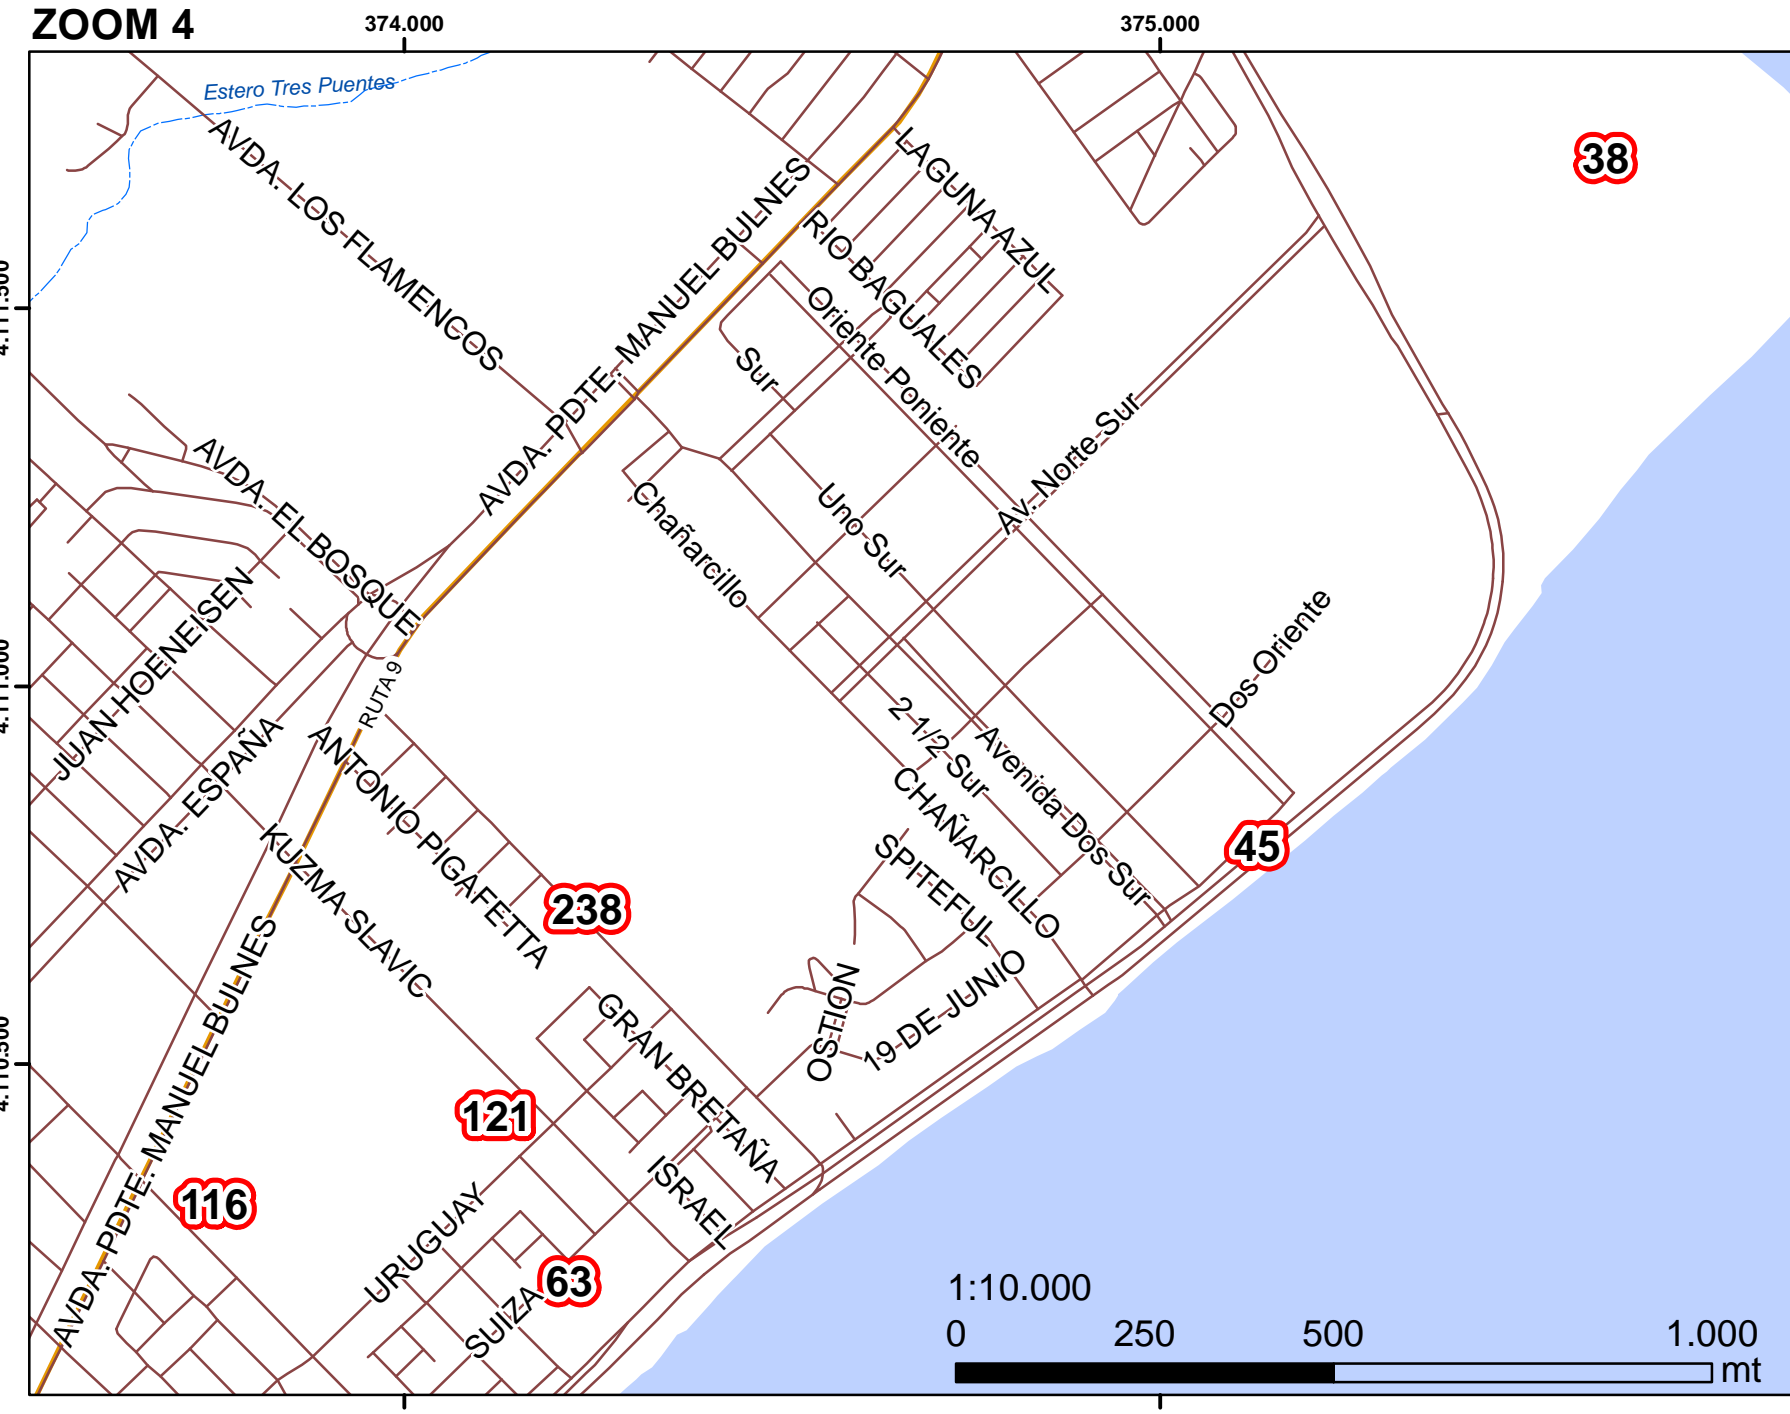 ZOOM 4
374.000
375.000
Estero Tres Puentes
38
AVDA. LOS FLAMENCOS
LAGUNA AZUL
AVDA. PDTE. MANUEL BULNES
RIO BAGUALES
Oriente Poniente
Sur
Av. Norte Sur
AVDA. EL BOSQUE
Chañarcillo
Uno Sur
JUAN HOENEISEN
Dos Oriente
RUTA 9
4.111.000
AVDA. ESPAÑA
ANTONIO PIGAFETTA
2 1/2 Sur
Avenida Dos Sur
CHAÑARCILLO
KUZMA SLAVIC
SPITEFUL
45
238
AVDA. PDTE. MANUEL BULNES
OSTION
19 DE JUNIO
GRAN BRETAÑA
121
ISRAEL
116
URUGUAY
63
SUIZA
1:10.000
0 250 500 1.000
mt